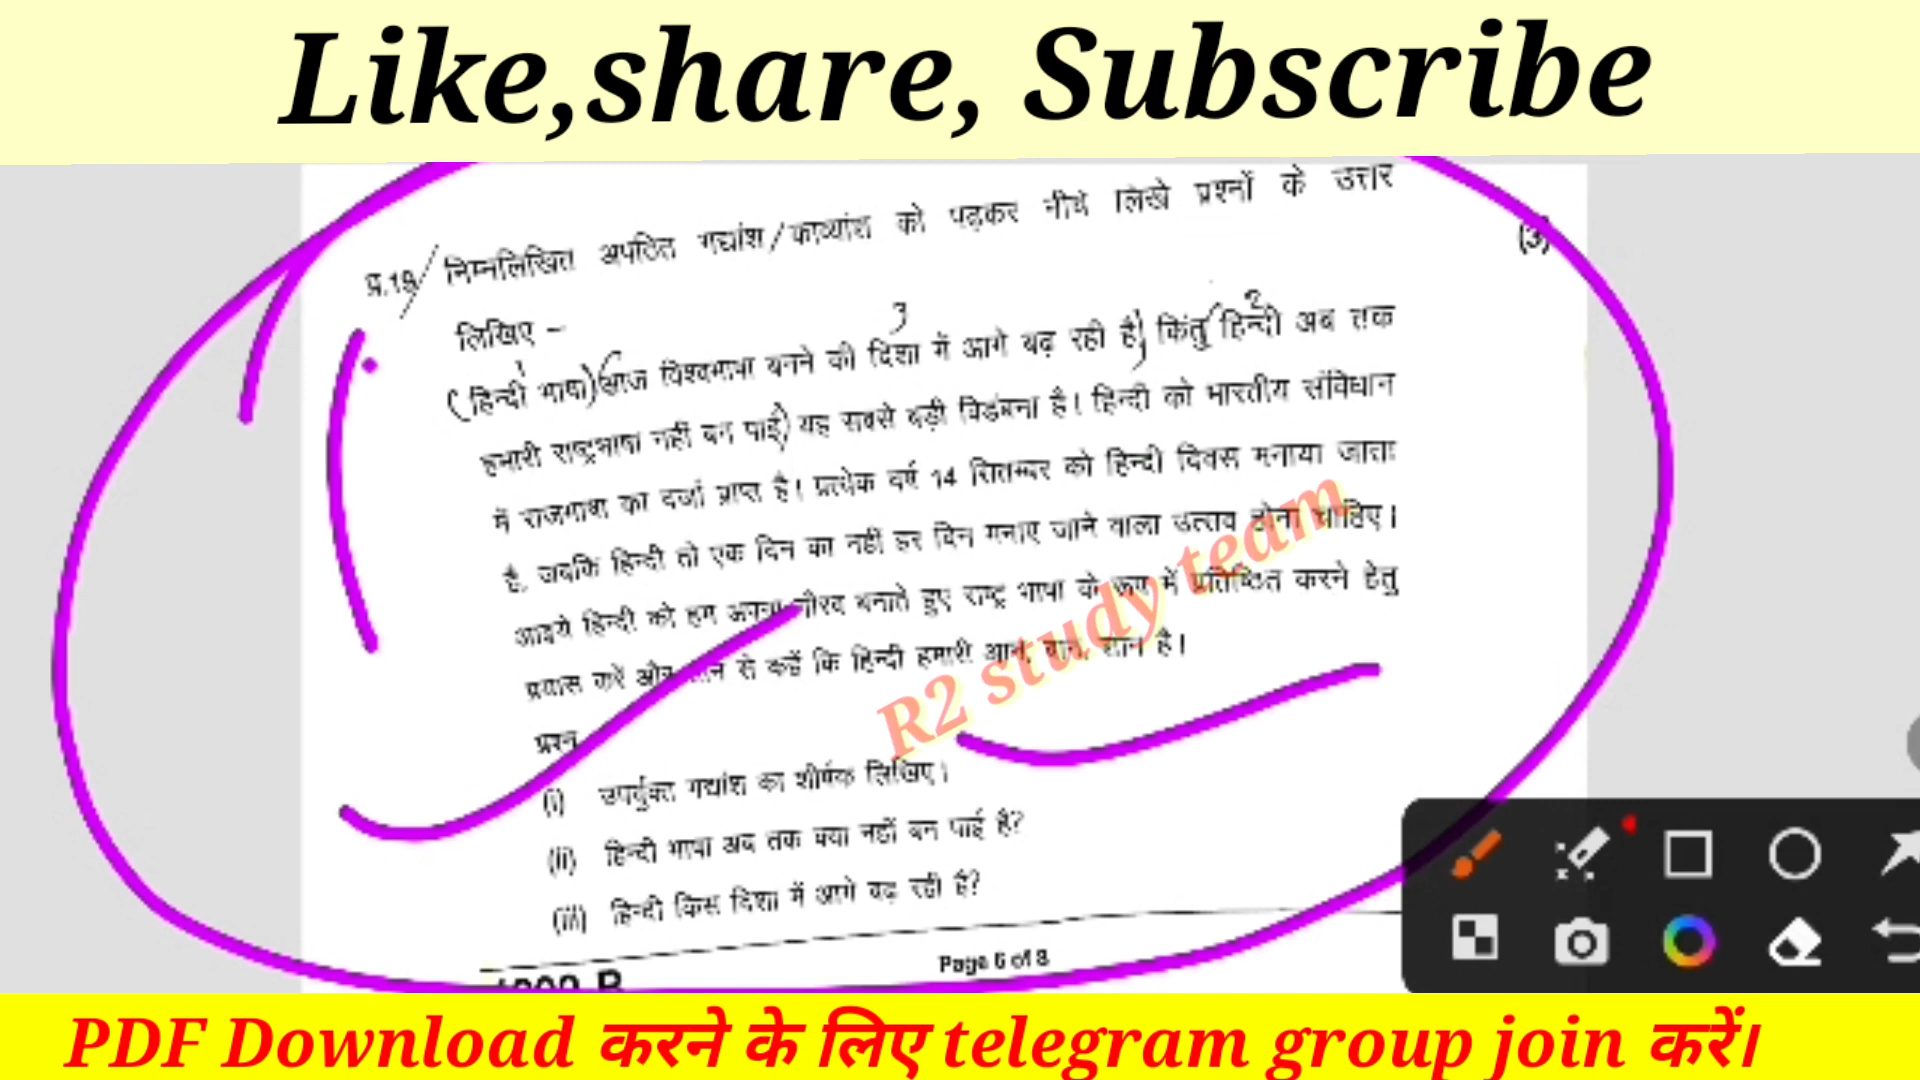 Like,share, Subscribe
प्र.19 निम्नलिखित अपठित गद्यांश/काव्यांश को पढ़कर नीचे लिखे प्रश्नों के उत्तर
(3)
लिखिए –
1 3 2
(हिन्दी भाषा) आज विश्वभाषा बनने की दिशा में आगे बढ़ रही है, किंतु हिन्दी अब तक
हमारी राष्ट्रभाषा नहीं बन पाई) यह सबसे बड़ी विडंबना है। हिन्दी को भारतीय संविधान
में राजभाषा का दर्जा प्राप्त है। प्रत्येक वर्ष 14 सितम्बर को हिन्दी दिवस मनाया जाता
है, जबकि हिन्दी तो एक दिन का नहीं हर दिन मनाए जाने वाला उत्सव होना चाहिए।
आइये हिन्दी को हम अपना गौरव बनाते हुए राष्ट्र भाषा के रूप में प्रतिष्ठित करने हेतु
प्रयास करें और से कहें कि हिन्दी हमारी आन, बान, शान है।
R2 study team
प्रश्न
(i) उपर्युक्त गद्यांश का शीर्षक लिखिए।
(ii) हिन्दी भाषा अब तक क्या नहीं बन पाई है?
(iii) हिन्दी किस दिशा में आगे बढ़ रही है?
Page 6 of 8
PDF Download करने के लिए telegram group join करें।